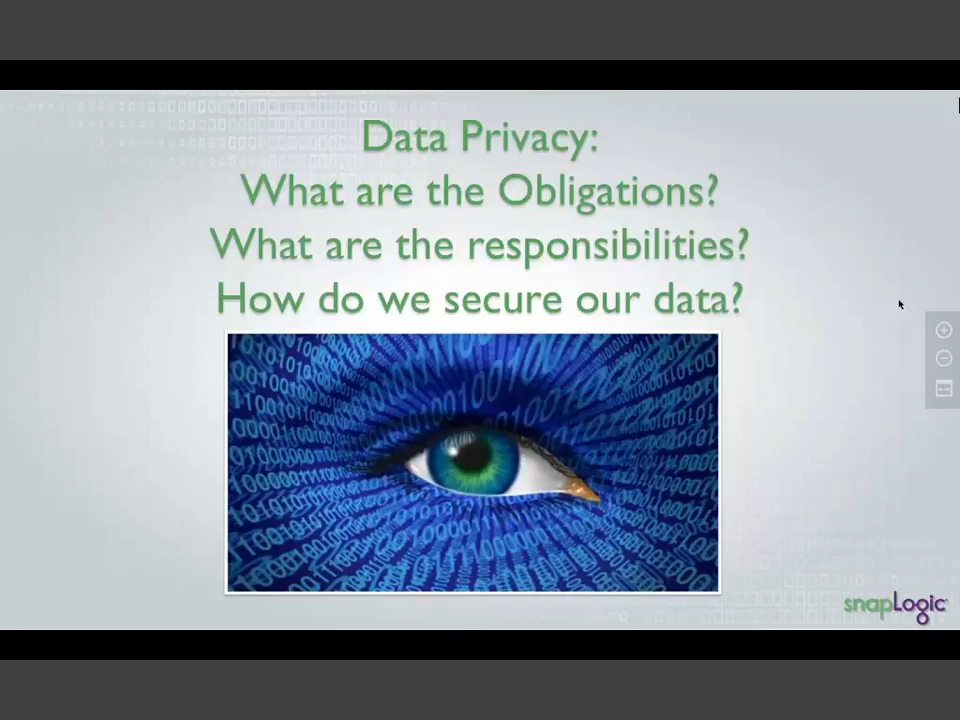 Data Privacy:
What are the Obligations?
What are the responsibilities?
How do we secure our data?
snapLogic